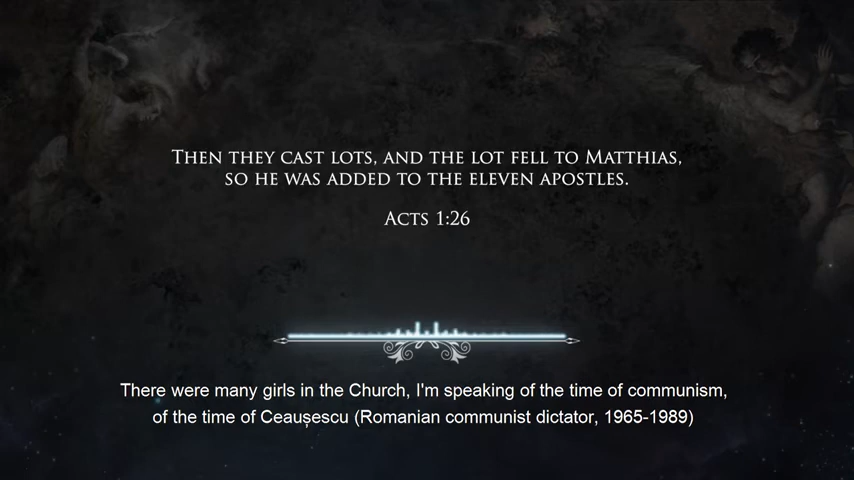 Then they cast lots, and the lot fell to Matthias,
so he was added to the eleven apostles.
Acts 1:26
There were many girls in the Church, I'm speaking of the time of communism,
of the time of Ceaușescu (Romanian communist dictator, 1965-1989)